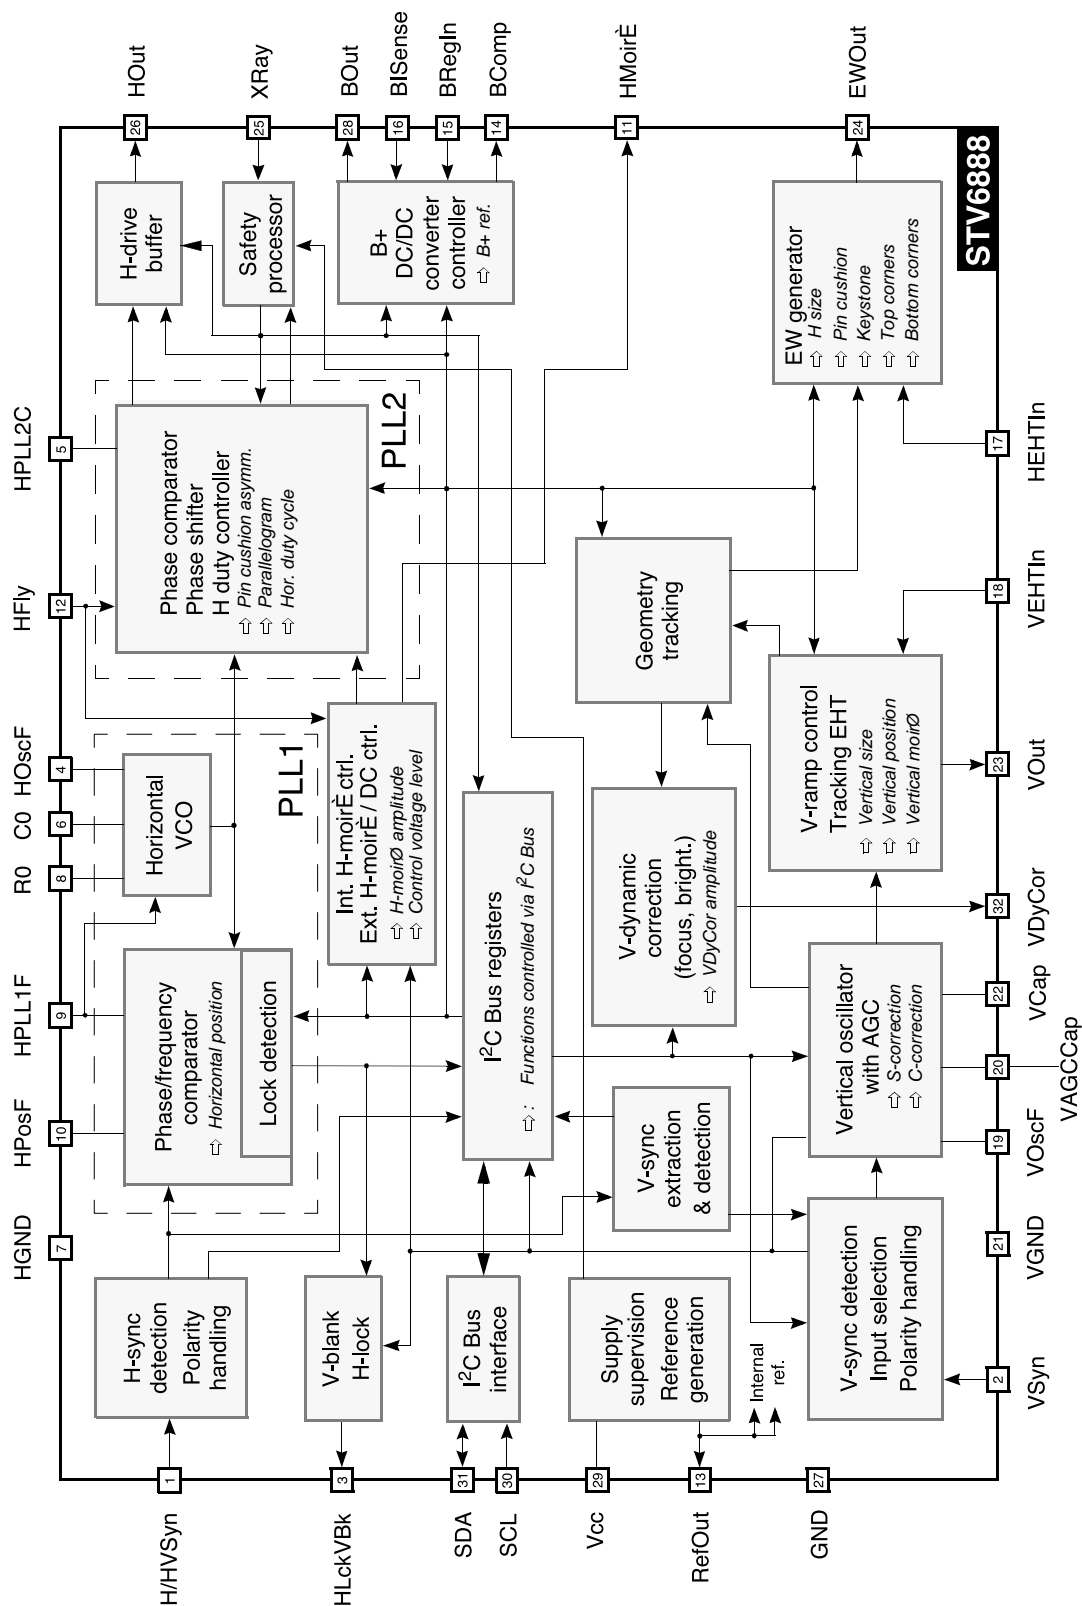 HGND
7
HPosF
10
HPLL1F
9
R0
8
C0
6
HOscF
4
HFly
12
HPLL2C
5
H/HVSyn
1
H-sync
detection
Polarity
handling
Phase/frequency
comparator
⇨ Horizontal position
Lock detection
Horizontal
VCO
PLL1
Phase comparator
Phase shifter
H duty controller
⇨ Pin cushion asymm.
⇨ Parallelogram
⇨ Hor. duty cycle
PLL2
H-drive
buffer
26
HOut
Safety
processor
25
XRay
HLckVBk
3
V-blank
H-lock
Int. H-moirÈ ctrl.
Ext. H-moirÈ / DC ctrl.
⇨ H-moirØ amplitude
⇨ Control voltage level
B+
DC/DC
converter
controller
⇨ B+ ref.
28
BOut
16
BISense
15
BRegIn
14
BComp
SDA
31
SCL
30
I²C Bus
interface
I²C Bus registers
⇨ : Functions controlled via I²C Bus
11
HMoirÈ
Vcc
29
RefOut
13
Supply
supervision
Reference
generation
Internal
ref.
V-sync
extraction
& detection
V-dynamic
correction
(focus, bright.)
⇨ VDyCor amplitude
Geometry
tracking
GND
27
V-sync detection
Input selection
Polarity handling
Vertical oscillator
with AGC
⇨ S-correction
⇨ C-correction
V-ramp control
Tracking EHT
⇨ Vertical size
⇨ Vertical position
⇨ Vertical moirØ
EW generator
⇨ H size
⇨ Pin cushion
⇨ Keystone
⇨ Top corners
⇨ Bottom corners
24
EWOut
STV6888
2
VSyn
21
VGND
19
VOscF
20
VAGCCap
22
VCap
32
VDyCor
23
VOut
18
VEHTIn
17
HEHTIn